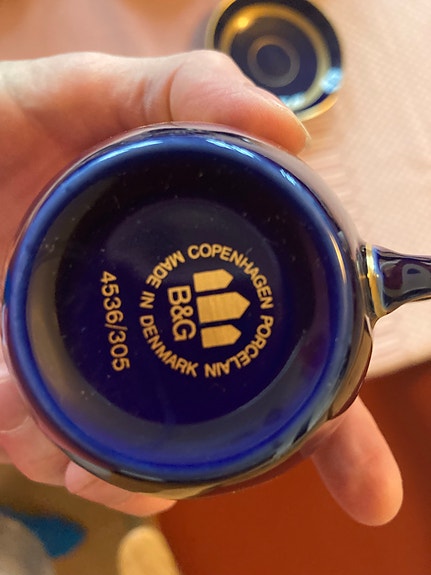 COPENHAGEN PORCELAIN
B&G
MADE IN DENMARK
4536/305